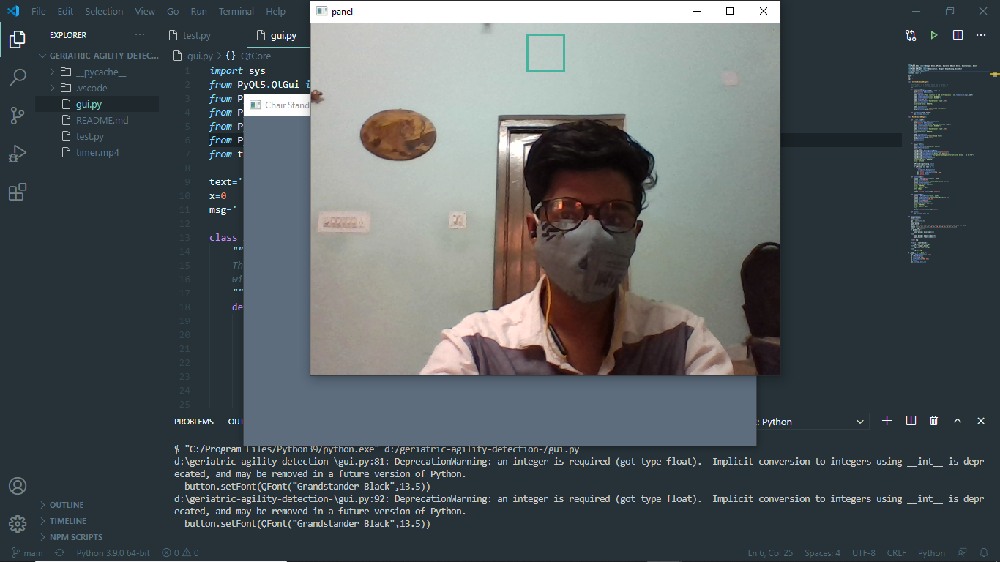 File Edit Selection View Go Run Terminal Help
panel
EXPLORER
GERIATRIC-AGILITY-DETEC...
__pycache__
.vscode
gui.py
README.md
test.py
timer.mp4
OUTLINE
TIMELINE
NPM SCRIPTS
test.py gui.py
gui.py > {} QtCore
1 import sys
2 from PyQt5.QtGui i
3 from P
4 from P
5 from P
6 from P
7 from t
8
9 text='
10 x=0
11 msg='
12
13 class
14 ""
15 Th
16 wi
17 ""
18 de
19
20
21
22
23
24
25
Chair Stand
PROBLEMS OUT
: Python
$ "C:/Program Files/Python39/python.exe" d:/geriatric-agility-detection-/gui.py
d:\geriatric-agility-detection-\gui.py:81: DeprecationWarning: an integer is required (got type float).  Implicit conversion to integers using __int__ is depr
ecated, and may be removed in a future version of Python.
button.setFont(QFont("Grandstander Black",13.5))
d:\geriatric-agility-detection-\gui.py:92: DeprecationWarning: an integer is required (got type float).  Implicit conversion to integers using __int__ is depr
ecated, and may be removed in a future version of Python.
button.setFont(QFont("Grandstander Black",13.5))
main Python 3.9.0 64-bit 0 0 Ln 6, Col 25 Spaces: 4 UTF-8 CRLF Python